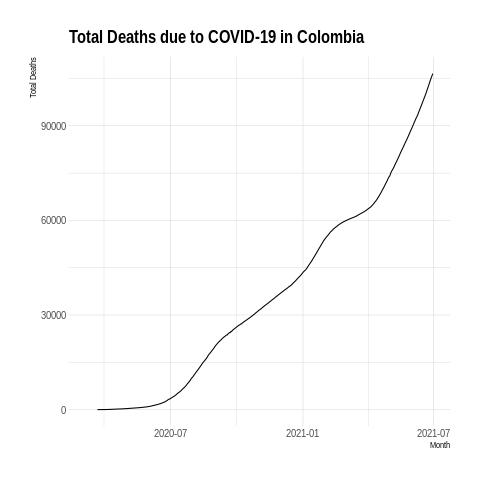 Total Deaths due to COVID-19 in Colombia
Total Deaths
90000
60000
30000
0
2020-07 2021-01 2021-07
Month